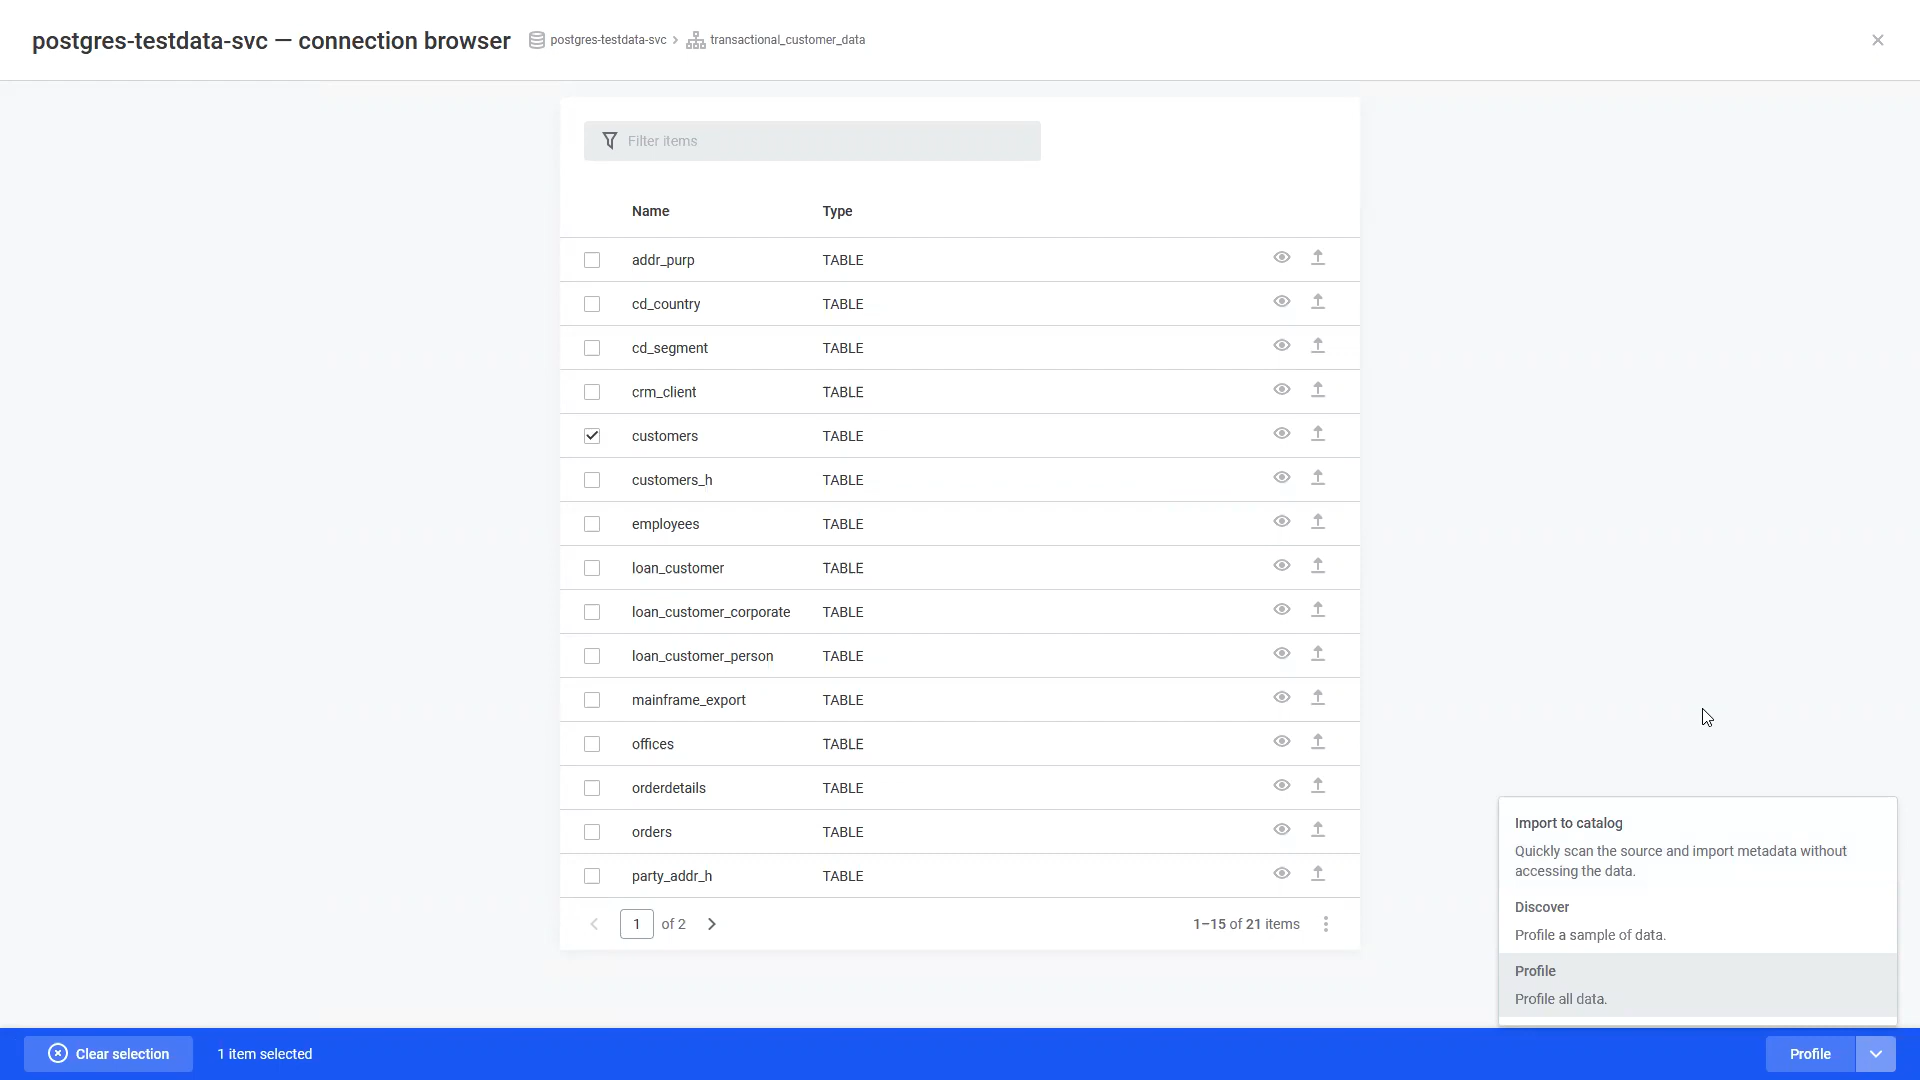 postgres-testdata-svc — connection browser
postgres-testdata-svc
transactional_customer_data
Filter items
Name Type
addr_purp TABLE
cd_country TABLE
cd_segment TABLE
crm_client TABLE
customers TABLE
customers_h TABLE
employees TABLE
loan_customer TABLE
loan_customer_corporate TABLE
loan_customer_person TABLE
mainframe_export TABLE
offices TABLE
orderdetails TABLE
orders TABLE
party_addr_h TABLE
1 of 2
1–15 of 21 items
Import to catalog
Quickly scan the source and import metadata without
accessing the data.
Discover
Profile a sample of data.
Profile
Profile all data.
Clear selection
1 item selected
Profile